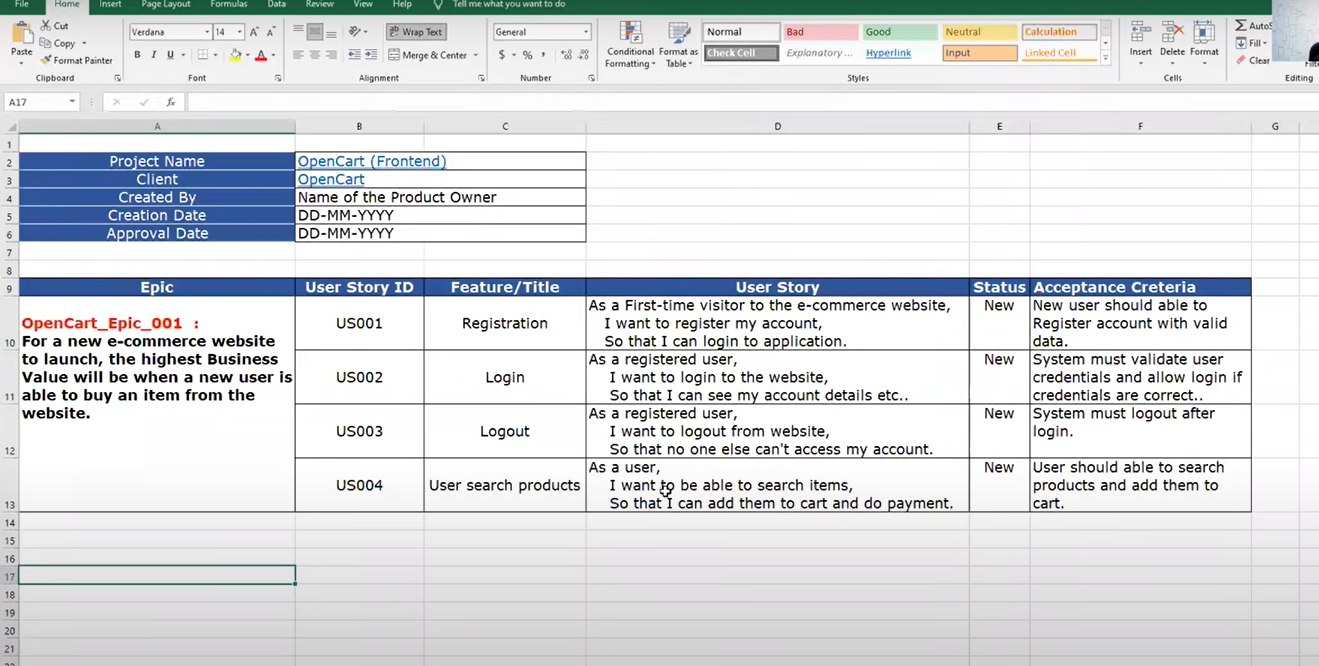 File Home Insert Page Layout Formulas Data Review View Help Tell me what you want to do
Paste
Cut
Copy
Format Painter
Clipboard
Verdana 14 A A
B I U A
Font
Wrap Text
Merge & Center
Alignment
General
$ % ,
Number
Conditional Formatting
Format as Table
Normal Bad Good Neutral Calculation
Check Cell Explanatory ... Hyperlink Input Linked Cell
Styles
Insert Delete Format
Cells
Fill
Clear
Editing
A17 fx
A B C D E F G
1
2 Project Name OpenCart (Frontend)
3 Client OpenCart
4 Created By Name of the Product Owner
5 Creation Date DD-MM-YYYY
6 Approval Date DD-MM-YYYY
7
8
9 Epic User Story ID Feature/Title User Story Status Acceptance Creteria
10
OpenCart_Epic_001 :
For a new e-commerce website
to launch, the highest Business
Value will be when a new user is
able to buy an item from the
website.
US001 Registration
As a First-time visitor to the e-commerce website,
I want to register my account,
So that I can login to application.
New
New user should able to
Register account with valid
data.
11
US002 Login
As a registered user,
I want to login to the website,
So that I can see my account details etc..
New
System must validate user
credentials and allow login if
credentials are correct..
12
US003 Logout
As a registered user,
I want to logout from website,
So that no one else can't access my account.
New
System must logout after
login.
13
US004 User search products
As a user,
I want to be able to search items,
So that I can add them to cart and do payment.
New
User should able to search
products and add them to
cart.
14
15
16
17
18
19
20
21